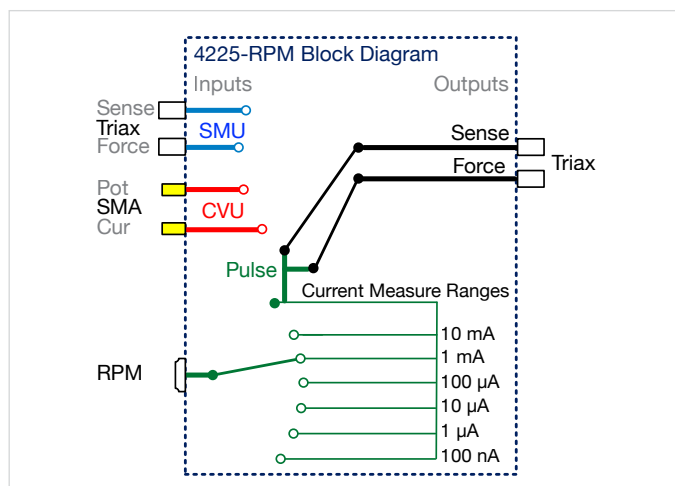 4225-RPM Block Diagram
Inputs
Outputs
Sense
Triax
Force
SMU
Sense
Force
Triax
Pot
SMA
Cur
CVU
Pulse
Current Measure Ranges
10 mA
1 mA
100 µA
10 µA
1 µA
100 nA
RPM